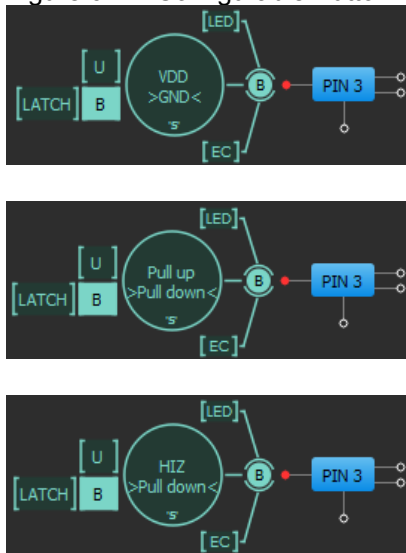 [LED]
[U]
VDD
>GND<
[LATCH]
B
B
PIN 3
"S"
[EC]
[LED]
[U]
Pull up
>Pull down<
[LATCH]
B
B
PIN 3
"S"
[EC]
[LED]
[U]
HIZ
>Pull down<
[LATCH]
B
B
PIN 3
"S"
[EC]